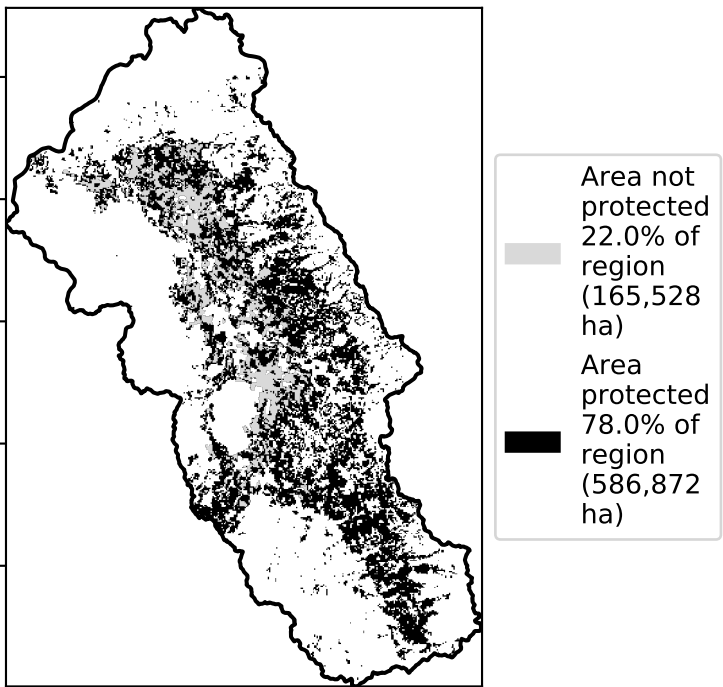 Area not
protected
22.0% of
region
(165,528
ha)
Area
protected
78.0% of
region
(586,872
ha)